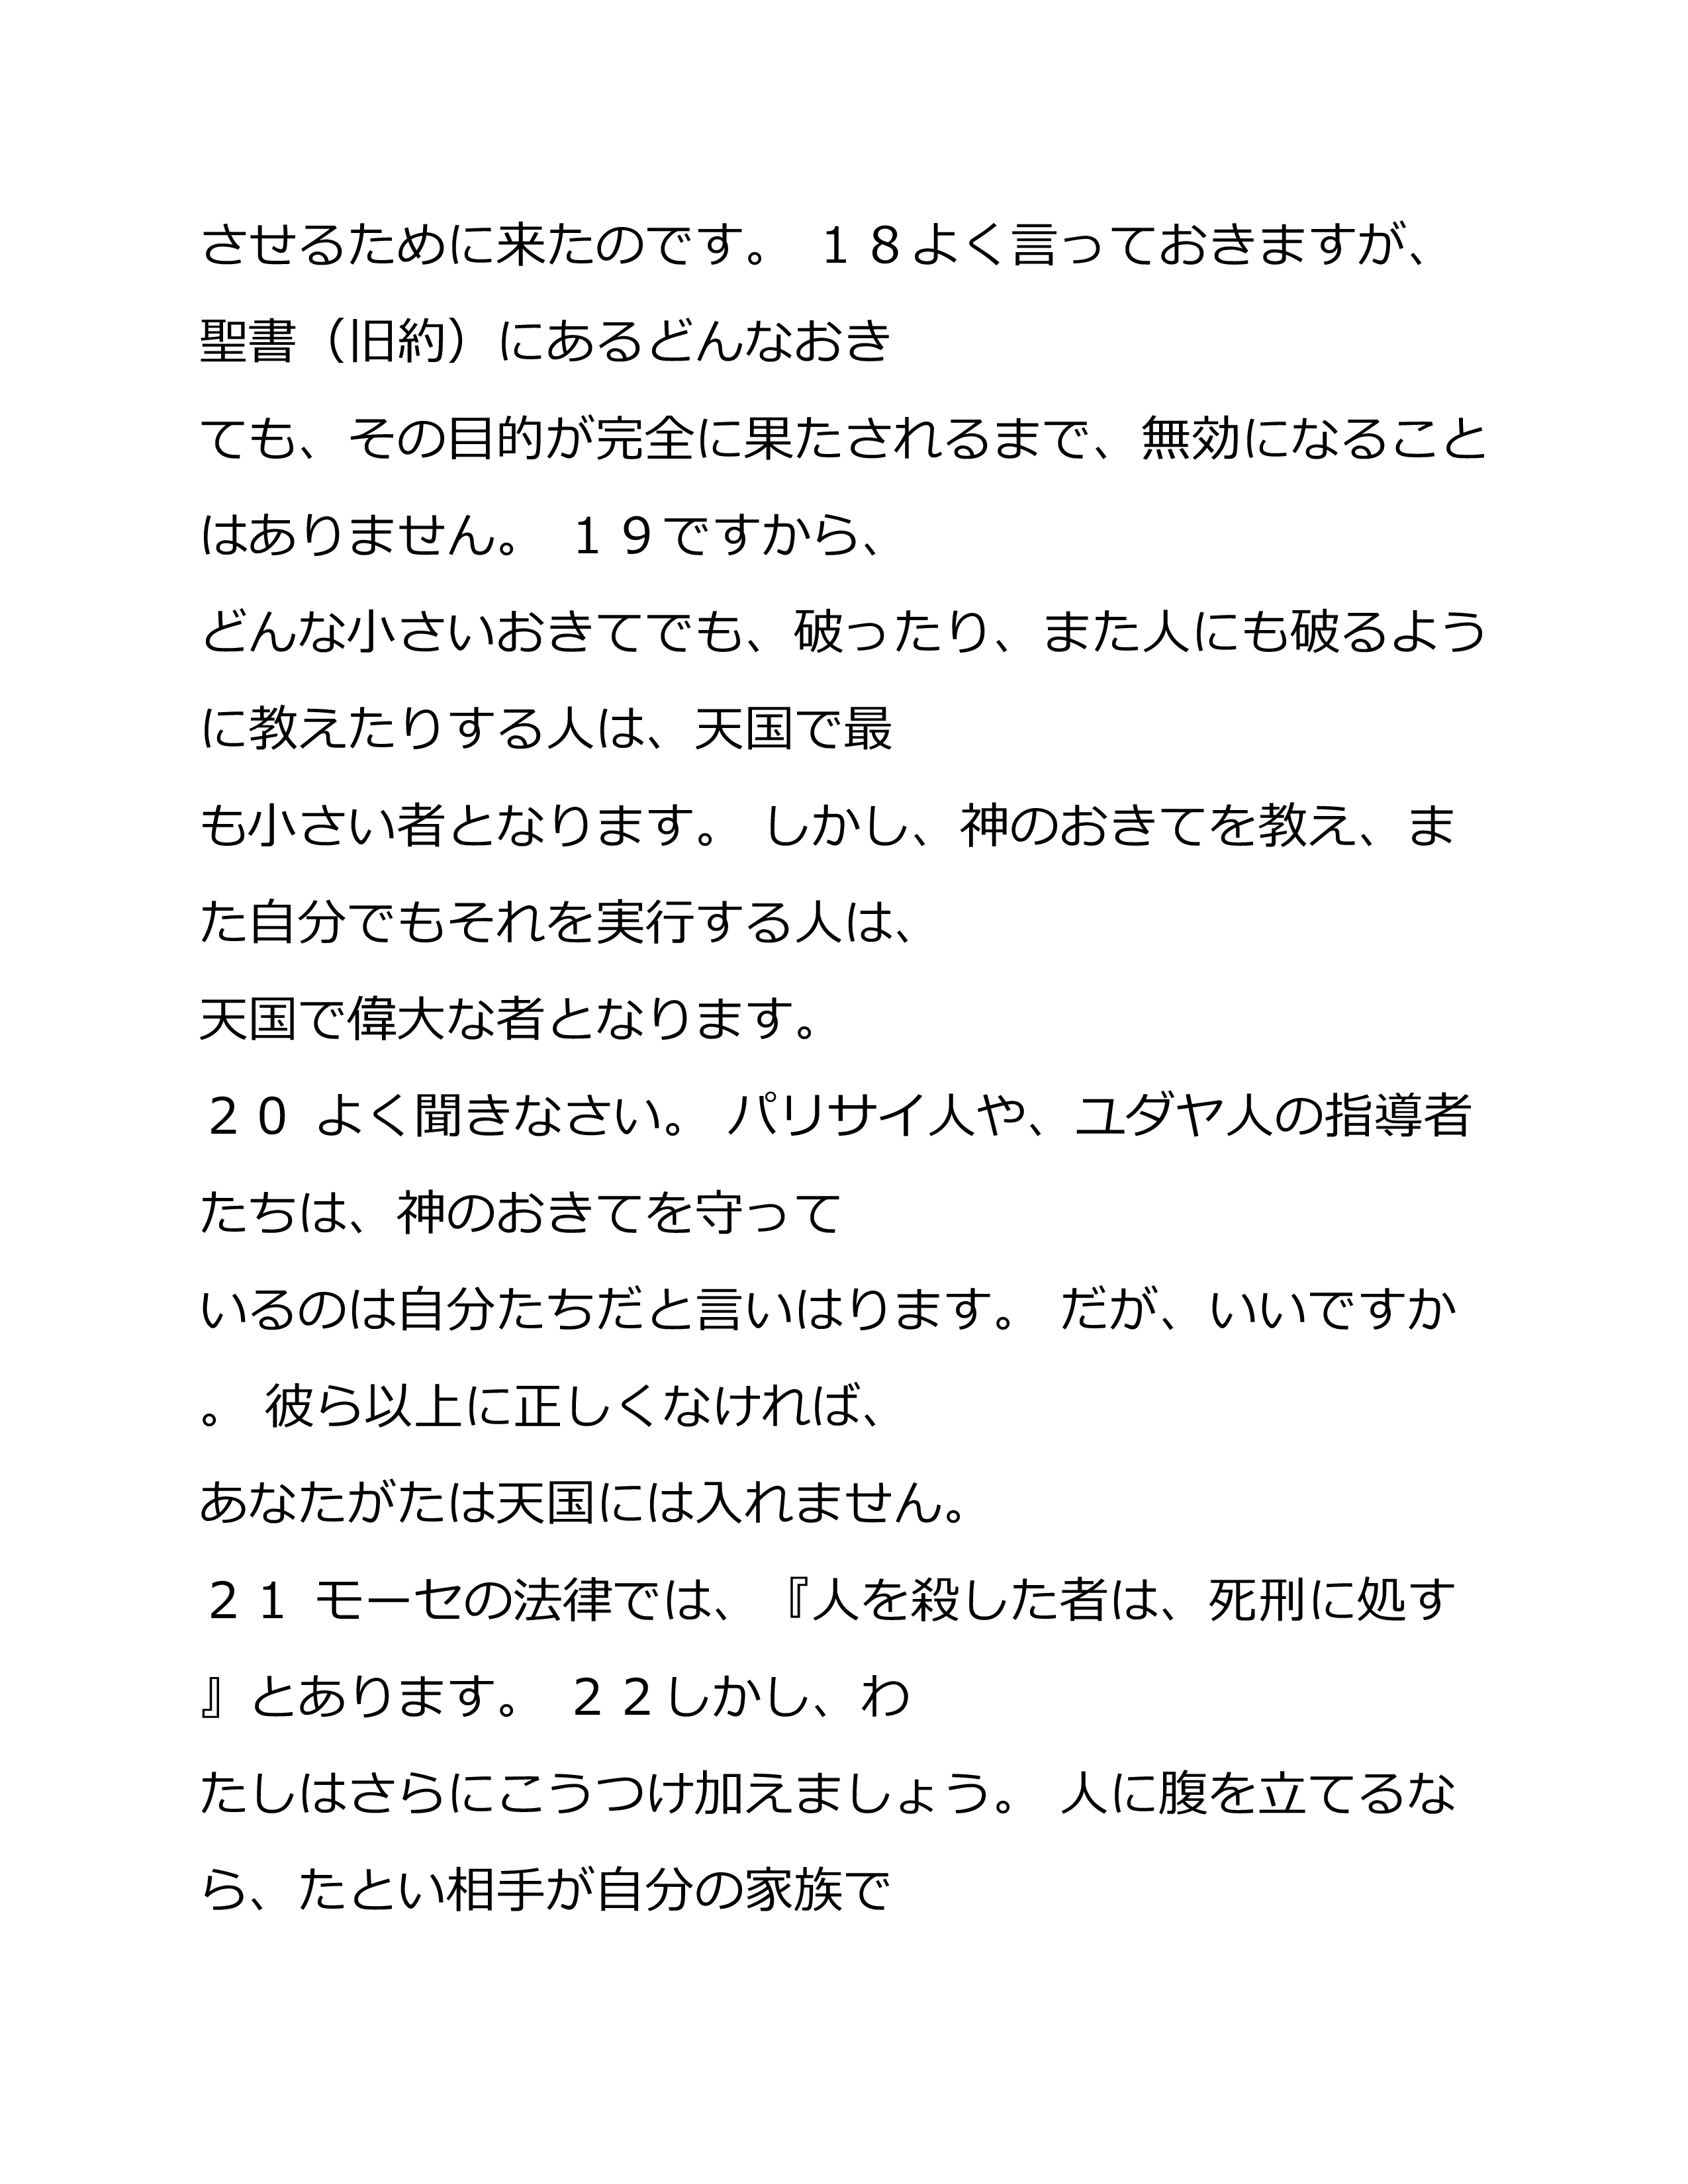 させるために来たのです。 １８よく言っておきますが、
聖書（旧約）にあるどんなおき
ても、その目的が完全に果たされるまで、無効になること
はありません。 １９ですから、
どんな小さいおきてでも、破ったり、また人にも破るよう
に教えたりする人は、天国で最
も小さい者となります。 しかし、神のおきてを教え、ま
た自分でもそれを実行する人は、
天国で偉大な者となります。
２０ よく聞きなさい。 パリサイ人や、ユダヤ人の指導者
たちは、神のおきてを守って
いるのは自分たちだと言いはります。 だが、いいですか
。 彼ら以上に正しくなければ、
あなたがたは天国には入れません。
２１ モーセの法律では、『人を殺した者は、死刑に処す
』とあります。 ２２しかし、わ
たしはさらにこうつけ加えましょう。 人に腹を立てるな
ら、たとい相手が自分の家族で